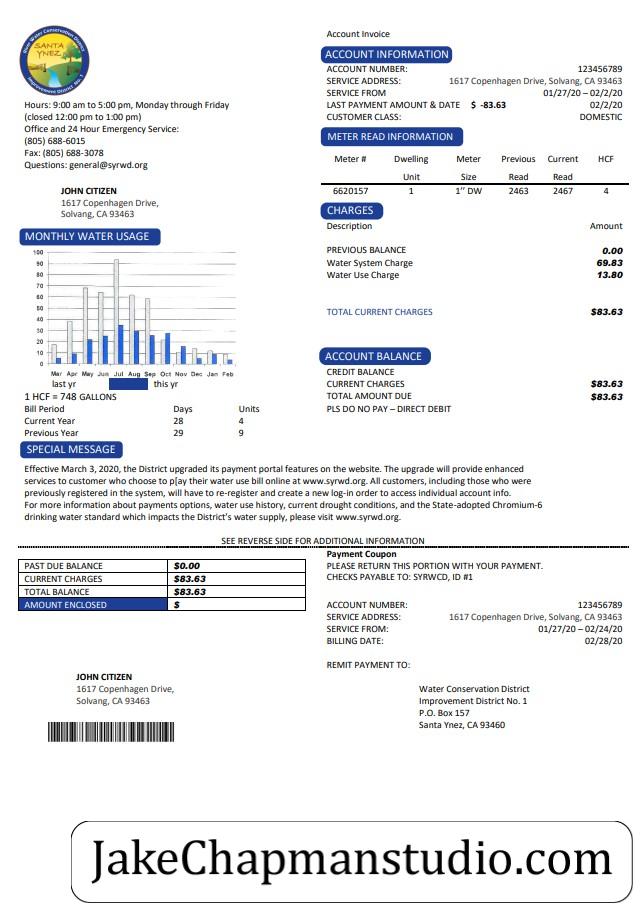 SANTA
YNEZ
Improvement District No. 1
Hours: 9:00 am to 5:00 pm, Monday through Friday
(closed 12:00 pm to 1:00 pm)
Office and 24 Hour Emergency Service:
(805) 688-6015
Fax: (805) 688-3078
Questions: general@syrwd.org
JOHN CITIZEN
1617 Copenhagen Drive,
Solvang, CA 93463
Account Invoice
ACCOUNT INFORMATION
ACCOUNT NUMBER: 123456789
SERVICE ADDRESS: 1617 Copenhagen Drive, Solvang, CA 93463
SERVICE FROM 01/27/20 – 02/2/20
LAST PAYMENT AMOUNT & DATE $ -83.63 02/2/20
CUSTOMER CLASS: DOMESTIC
METER READ INFORMATION
Meter # Dwelling Meter Previous Current HCF
Unit Size Read Read
6620157 1 1’’ DW 2463 2467 4
CHARGES
Description Amount
PREVIOUS BALANCE 0.00
Water System Charge 69.83
Water Use Charge 13.80
TOTAL CURRENT CHARGES $83.63
ACCOUNT BALANCE
CREDIT BALANCE
CURRENT CHARGES $83.63
TOTAL AMOUNT DUE $83.63
PLS DO NO PAY – DIRECT DEBIT
MONTHLY WATER USAGE
100
90
80
70
60
50
40
30
20
10
0
Mar Apr May Jun Jul Aug Sep Oct Nov Dec Jan Feb
last yr this yr
1 HCF = 748 GALLONS
Bill Period Days Units
Current Year 28 4
Previous Year 29 9
SPECIAL MESSAGE
Effective March 3, 2020, the District upgraded its payment portal features on the website. The upgrade will provide enhanced
services to customer who choose to p[ay their water use bill online at www.syrwd.org. All customers, including those who were
previously registered in the system, will have to re-register and create a new log-in order to access individual account info.
For more information about payments options, water use history, current drought conditions, and the State-adopted Chromium-6
drinking water standard which impacts the District’s water supply, please visit www.syrwd.org.
SEE REVERSE SIDE FOR ADDITIONAL INFORMATION
PAST DUE BALANCE $0.00
CURRENT CHARGES $83.63
TOTAL BALANCE $83.63
AMOUNT ENCLOSED $
Payment Coupon
PLEASE RETURN THIS PORTION WITH YOUR PAYMENT.
CHECKS PAYABLE TO: SYRWCD, ID #1
ACCOUNT NUMBER: 123456789
SERVICE ADDRESS: 1617 Copenhagen Drive, Solvang, CA 93463
SERVICE FROM: 01/27/20 – 02/24/20
BILLING DATE: 02/28/20
REMIT PAYMENT TO:
JOHN CITIZEN
1617 Copenhagen Drive,
Solvang, CA 93463
Water Conservation District
Improvement District No. 1
P.O. Box 157
Santa Ynez, CA 93460
JakeChapmanstudio.com